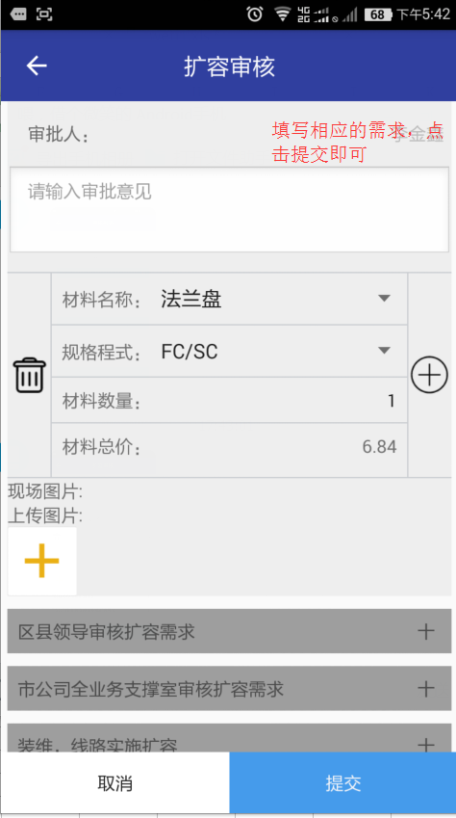 4G
2G
68
下午5:42
扩容审核
审批人：
填写相应的需求，点
击提交即可
请输入审批意见
材料名称：
法兰盘
规格程式：
FC/SC
材料数量：
1
材料总价：
6.84
现场图片:
上传图片:
区县领导审核扩容需求
市公司全业务支撑室审核扩容需求
装维，线路实施扩容
取消
提交